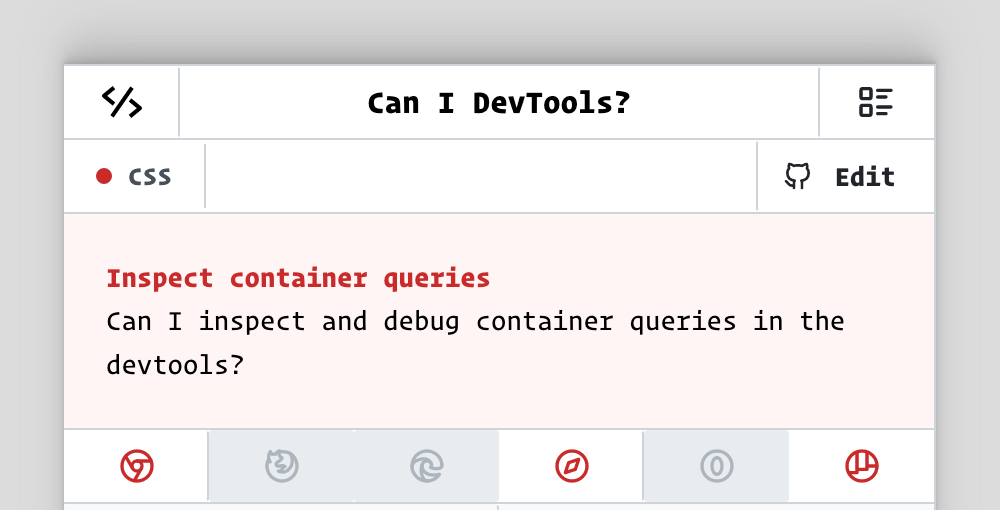 Can I DevTools?
CSS
Edit
Inspect container queries
Can I inspect and debug container queries in the
devtools?